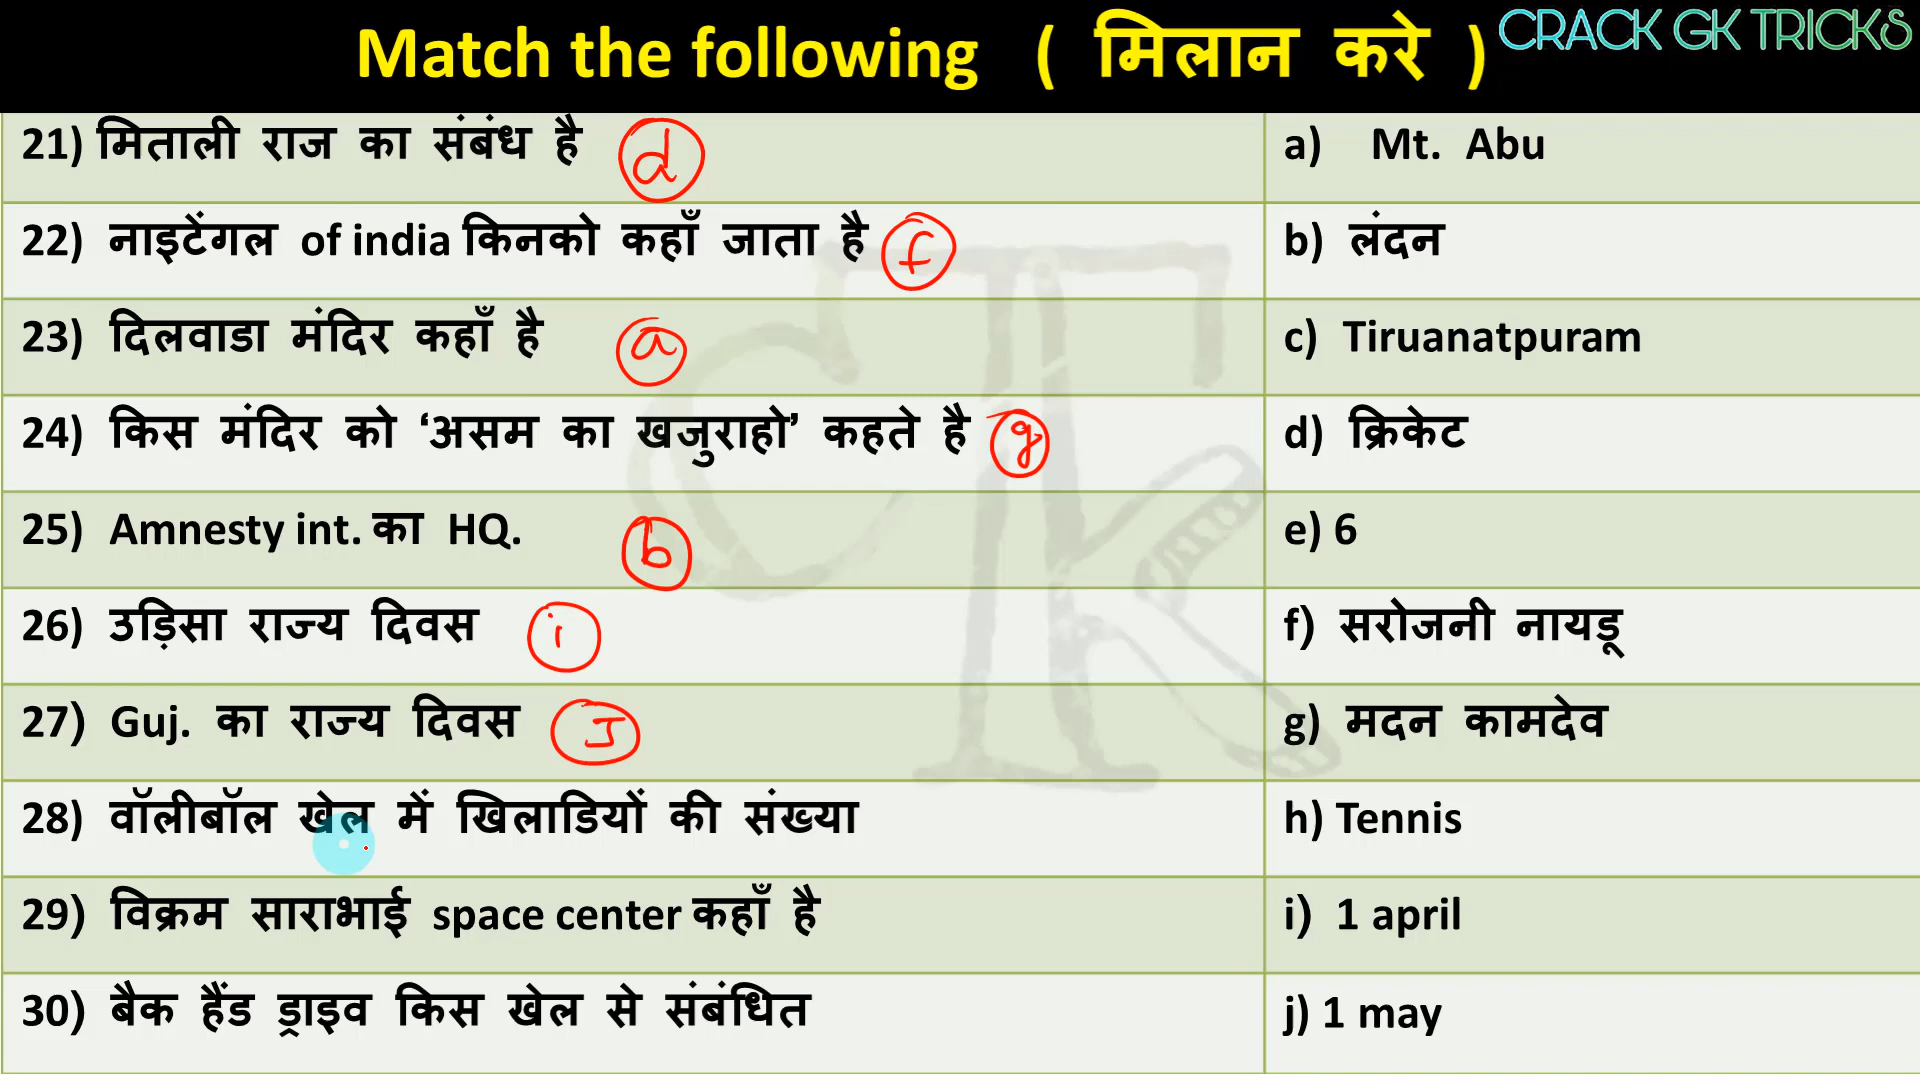 Match the following ( मिलान करे )
CRACK GK TRICKS
21) मिताली राज का संबंध है d
a) Mt. Abu
22) नाइटेंगल of india किनको कहाँ जाता है f
b) लंदन
23) दिलवाडा मंदिर कहाँ है a
c) Tiruanatpuram
24) किस मंदिर को ‘असम का खजुराहो’ कहते है g
d) क्रिकेट
25) Amnesty int. का HQ. b
e) 6
26) उड़िसा राज्य दिवस i
f) सरोजनी नायडू
27) Guj. का राज्य दिवस J
g) मदन कामदेव
28) वॉलीबॉल खेल में खिलाडियों की संख्या
h) Tennis
29) विक्रम साराभाई space center कहाँ है
i) 1 april
30) बैक हैंड ड्राइव किस खेल से संबंधित
j) 1 may